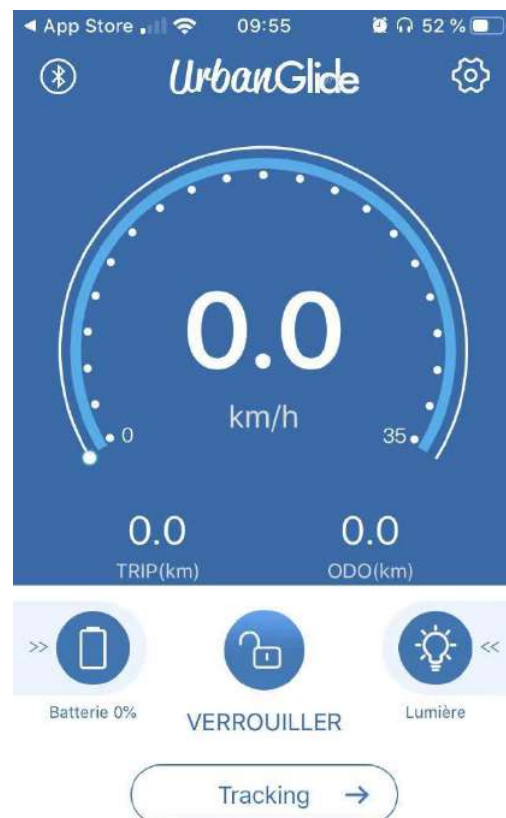 ◀ App Store 09:55 52 %
UrbanGlide
0.0
km/h
0 35
0.0 0.0
TRIP(km) ODO(km)
>> <<
Batterie 0% VERROUILLER Lumière
Tracking →